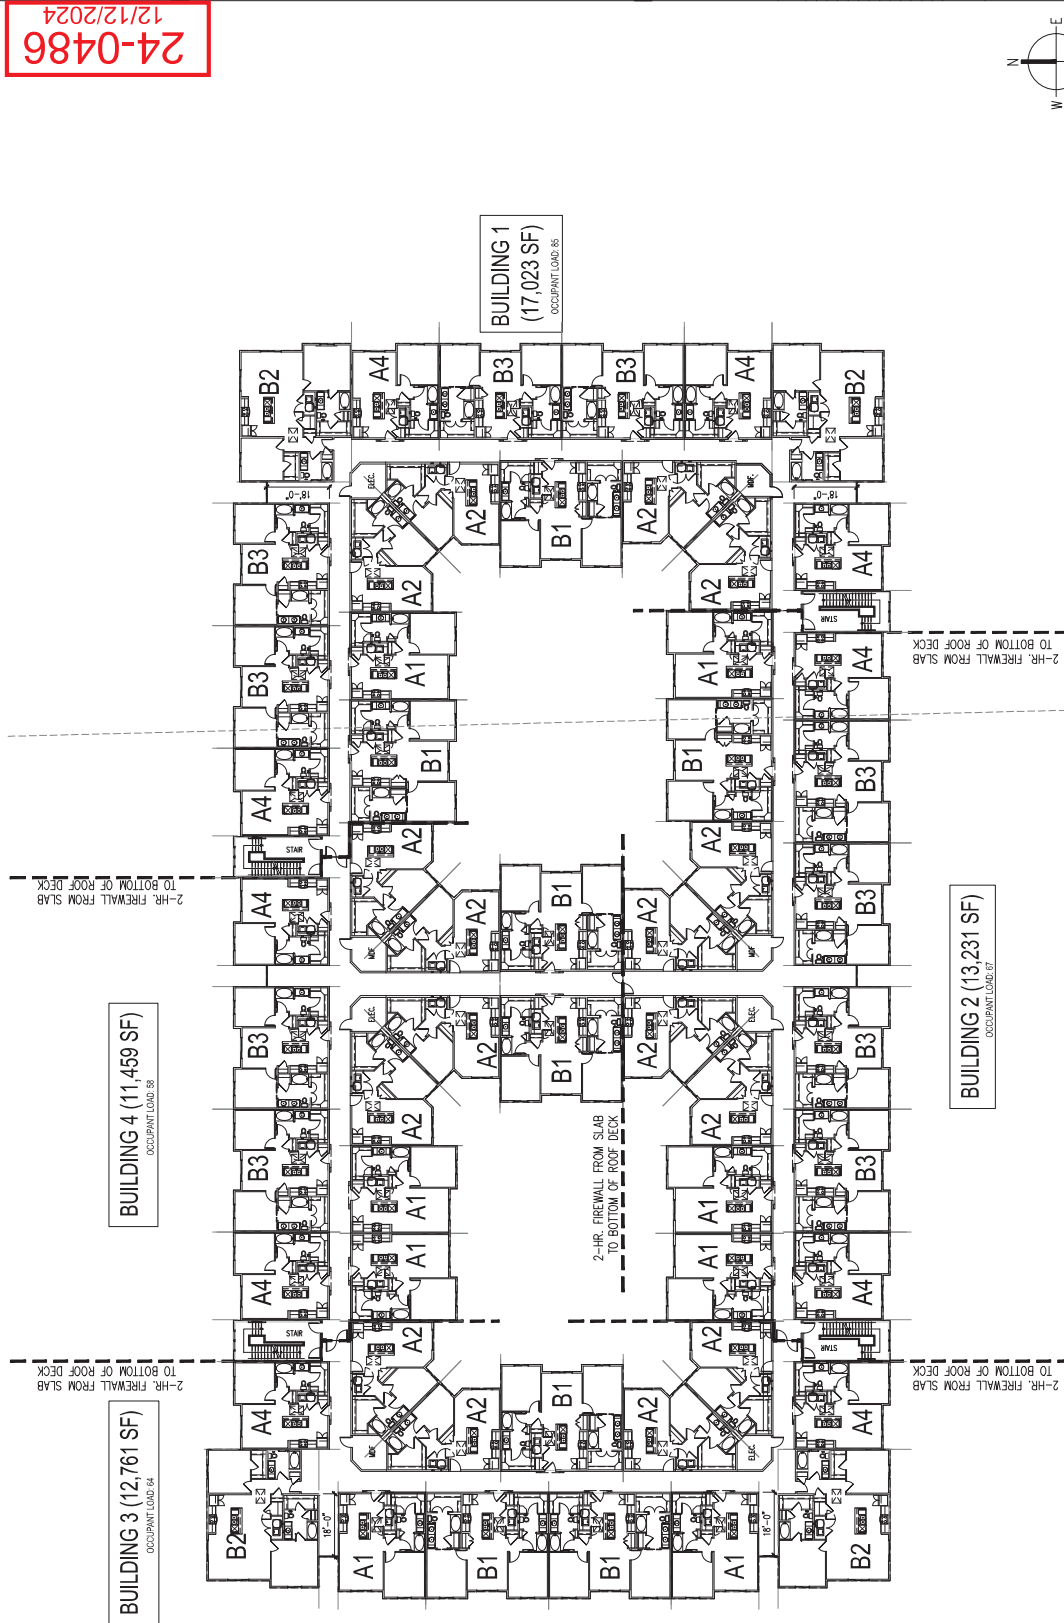 24-0486
12/12/2024
N
E
W
BUILDING 1
(17,023 SF)
OCCUPANT LOAD: 85
B2
A4
B3
B3
A4
B2
ELEC.
MDF.
18'-0"
18'-0"
A2
B1
A2
B3
A2
A2
A4
STAIR
2-HR. FIREWALL FROM SLAB
TO BOTTOM OF ROOF DECK
B3
A1
A1
A4
A4
B1
B1
B3
STAIR
A2
A2
2-HR. FIREWALL FROM SLAB
TO BOTTOM OF ROOF DECK
A4
A2
B1
A2
B3
MDF
MDF
BUILDING 4 (11,459 SF)
OCCUPANT LOAD: 58
BUILDING 2 (13,231 SF)
OCCUPANT LOAD: 67
ELEC.
ELEC.
B3
A2
B1
A2
B3
A2
A2
B3
A1
A1
B3
2-HR. FIREWALL FROM SLAB
TO BOTTOM OF ROOF DECK
A4
A1
A1
A4
STAIR
A2
A2
STAIR
2-HR. FIREWALL FROM SLAB
TO BOTTOM OF ROOF DECK
2-HR. FIREWALL FROM SLAB
TO BOTTOM OF ROOF DECK
A4
A2
B1
A2
A4
MDF
ELEC.
BUILDING 3 (12,761 SF)
OCCUPANT LOAD: 64
18'-0"
18'-0"
B2
A1
B1
B1
A1
B2